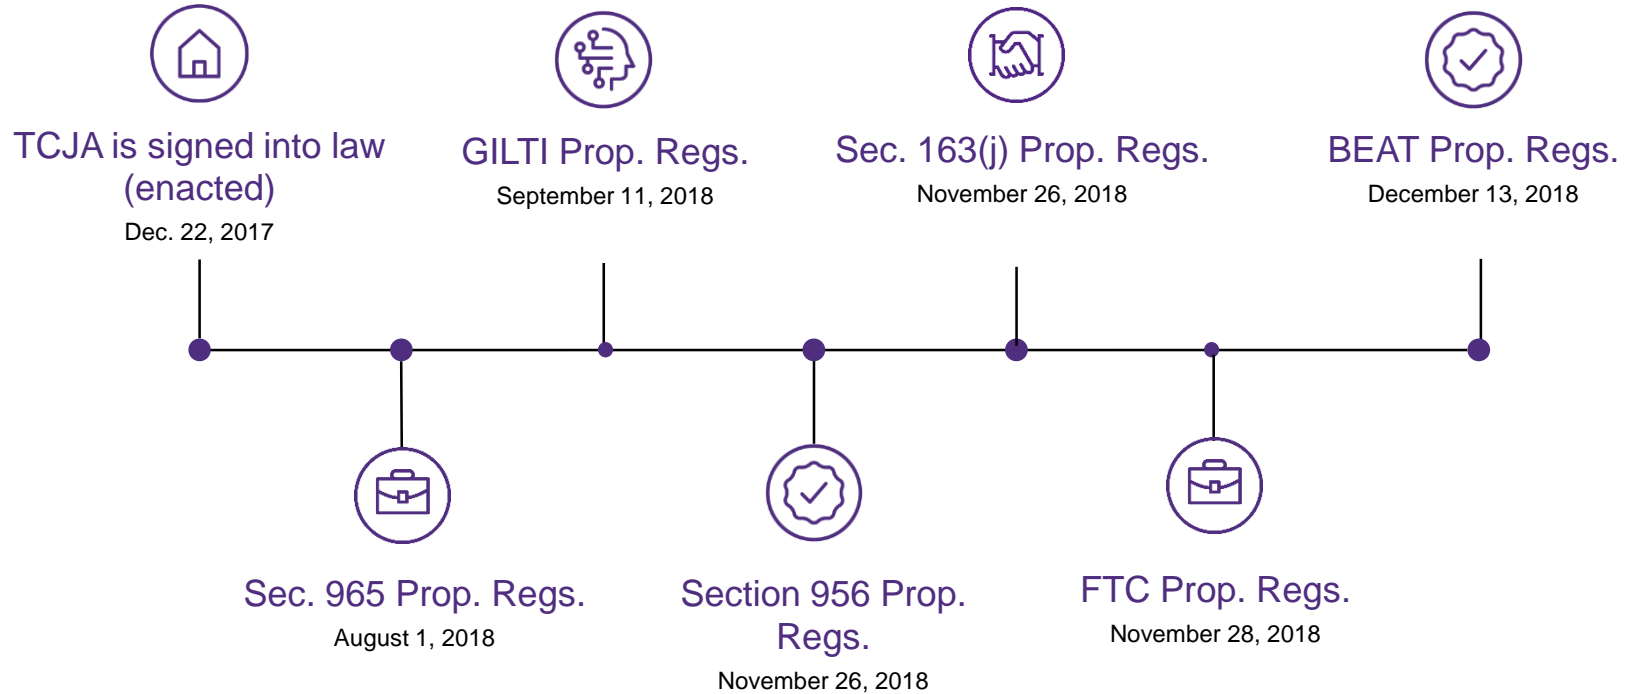 TCJA is signed into law
(enacted)
Dec. 22, 2017
GILTI Prop. Regs.
September 11, 2018
Sec. 163(j) Prop. Regs.
November 26, 2018
BEAT Prop. Regs.
December 13, 2018
Sec. 965 Prop. Regs.
August 1, 2018
Section 956 Prop.
Regs.
November 26, 2018
FTC Prop. Regs.
November 28, 2018